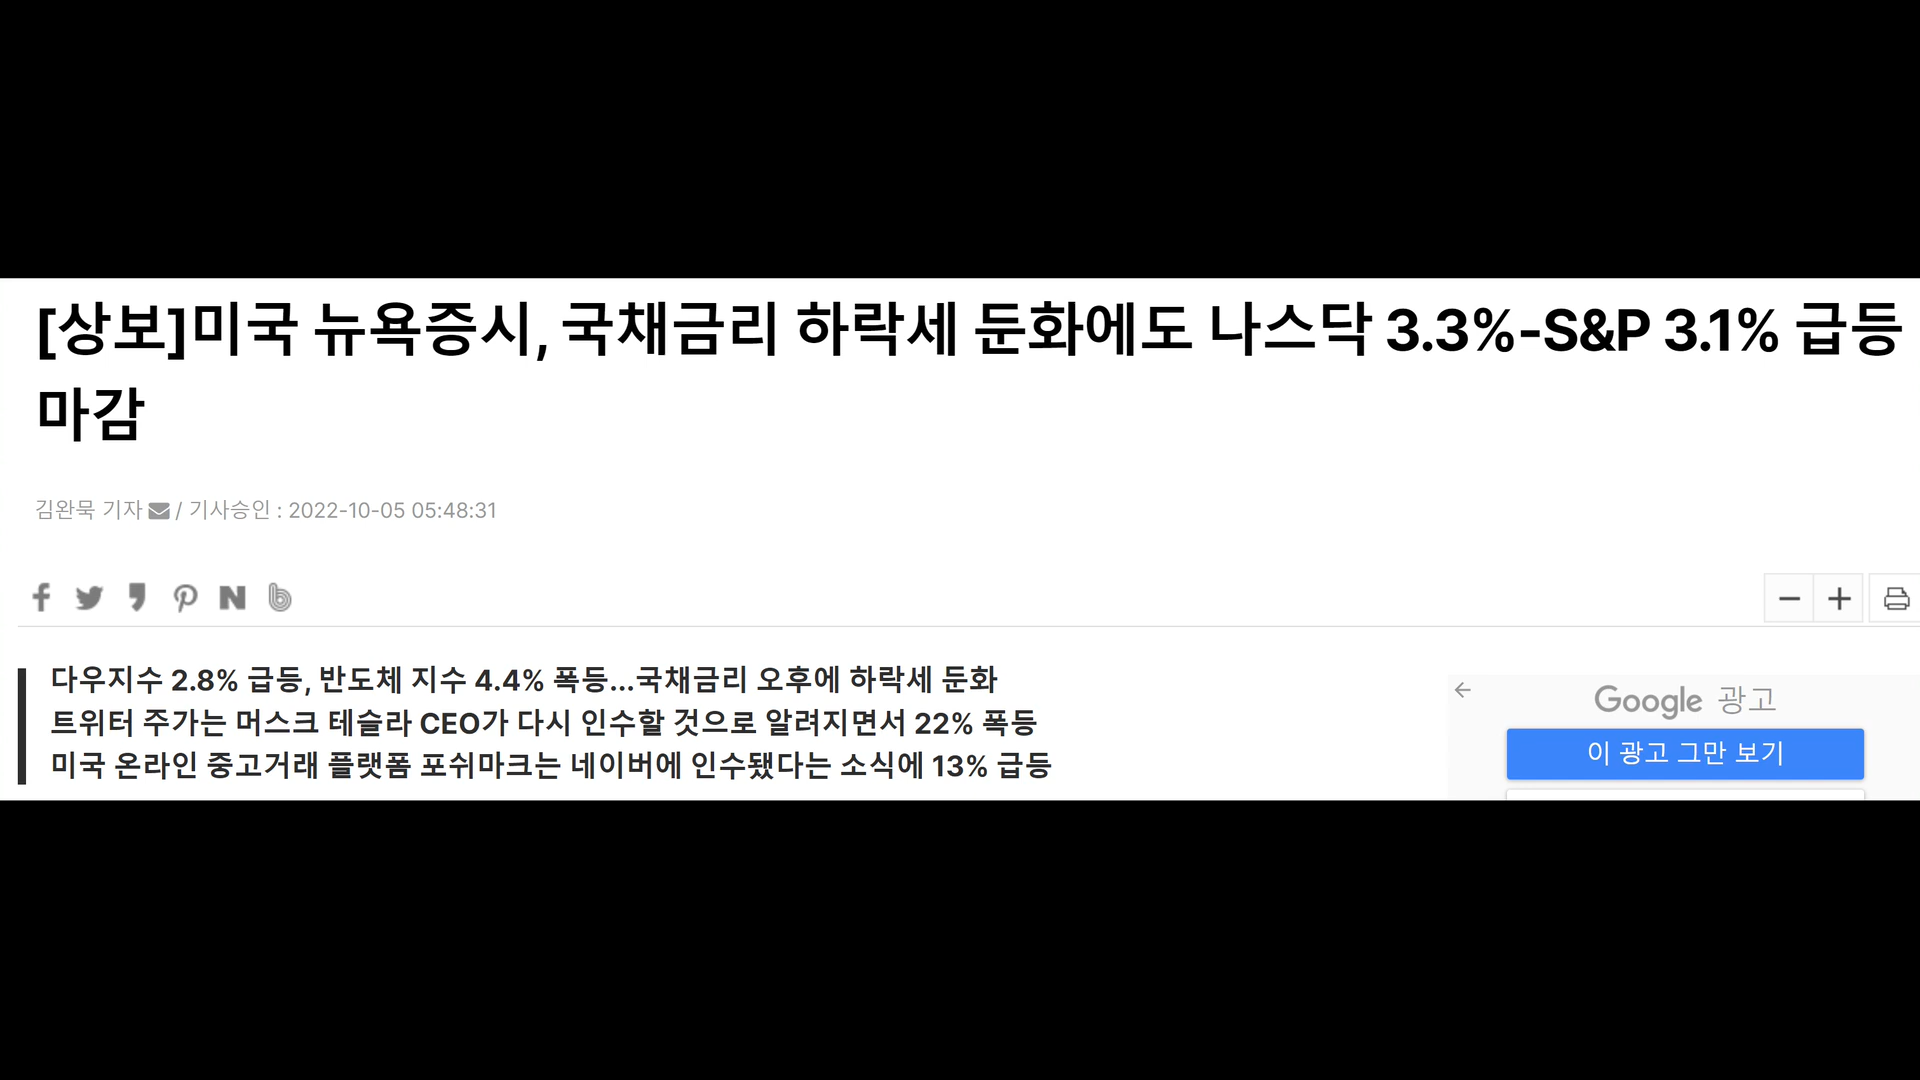 [상보]미국 뉴욕증시, 국채금리 하락세 둔화에도 나스닥 3.3%-S&P 3.1% 급등
마감
김완묵 기자 / 기사승인 : 2022-10-05 05:48:31
다우지수 2.8% 급등, 반도체 지수 4.4% 폭등...국채금리 오후에 하락세 둔화
트위터 주가는 머스크 테슬라 CEO가 다시 인수할 것으로 알려지면서 22% 폭등
미국 온라인 중고거래 플랫폼 포쉬마크는 네이버에 인수됐다는 소식에 13% 급등
Google 광고
이 광고 그만 보기